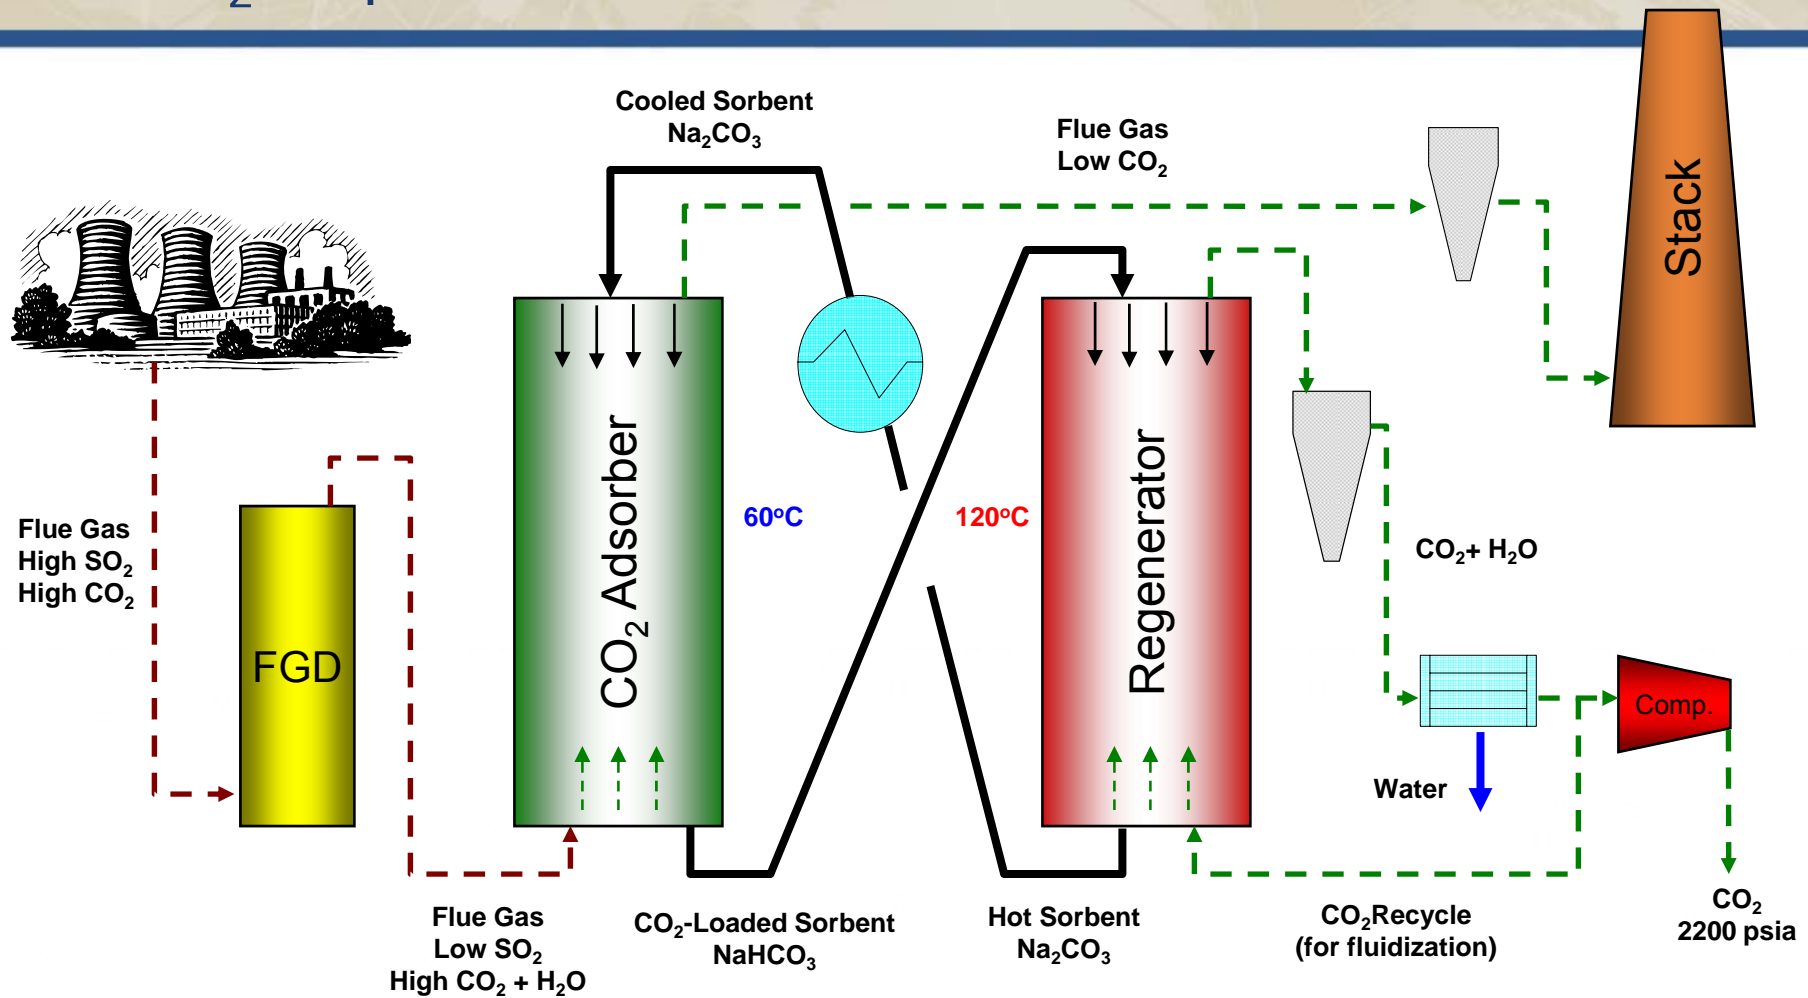 Cooled Sorbent
Na₂CO₃
Flue Gas
Low CO₂
Stack
Flue Gas
High SO₂
High CO₂
FGD
CO₂ Adsorber
60°C
120°C
Regenerator
CO₂+ H₂O
Comp.
Water
Flue Gas
Low SO₂
High CO₂ + H₂O
CO₂-Loaded Sorbent
NaHCO₃
Hot Sorbent
Na₂CO₃
CO₂Recycle
(for fluidization)
CO₂
2200 psia